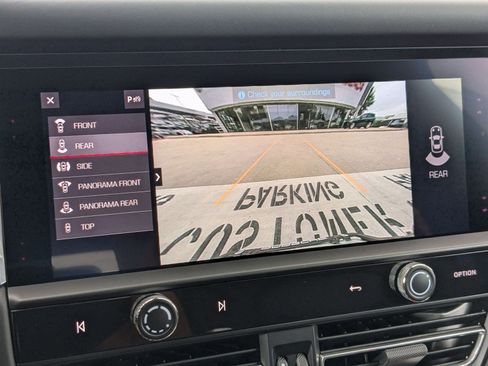 Check your surroundings
P
FRONT
REAR
SIDE
PANORAMA FRONT
PANORAMA REAR
TOP
REAR
PARKING
CUSTOMER
OPTION